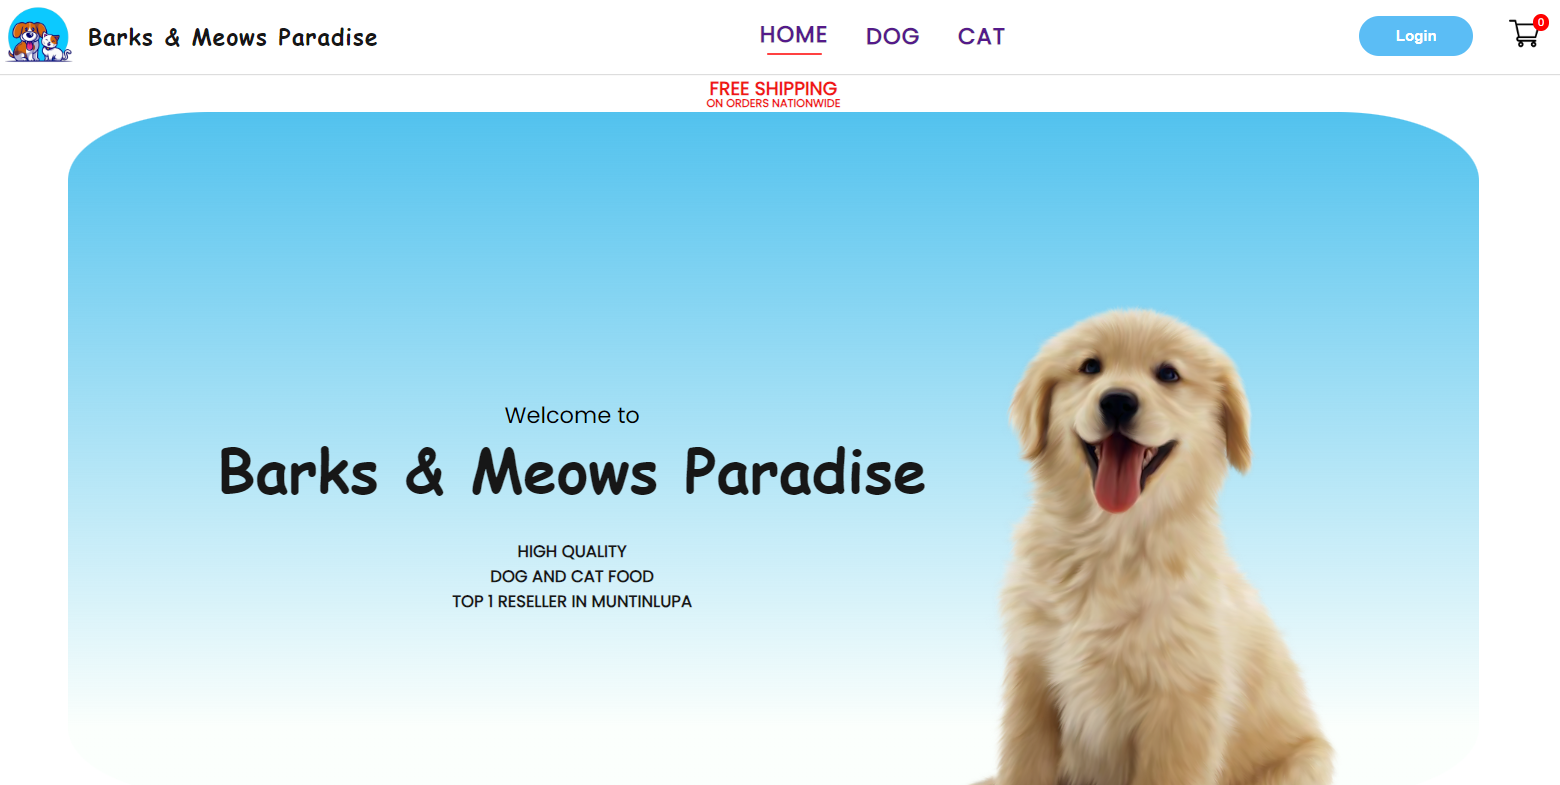 Barks & Meows Paradise
HOME
DOG
CAT
Login
0
FREE SHIPPING
ON ORDERS NATIONWIDE
Welcome to
Barks & Meows Paradise
HIGH QUALITY
DOG AND CAT FOOD
TOP 1 RESELLER IN MUNTINLUPA